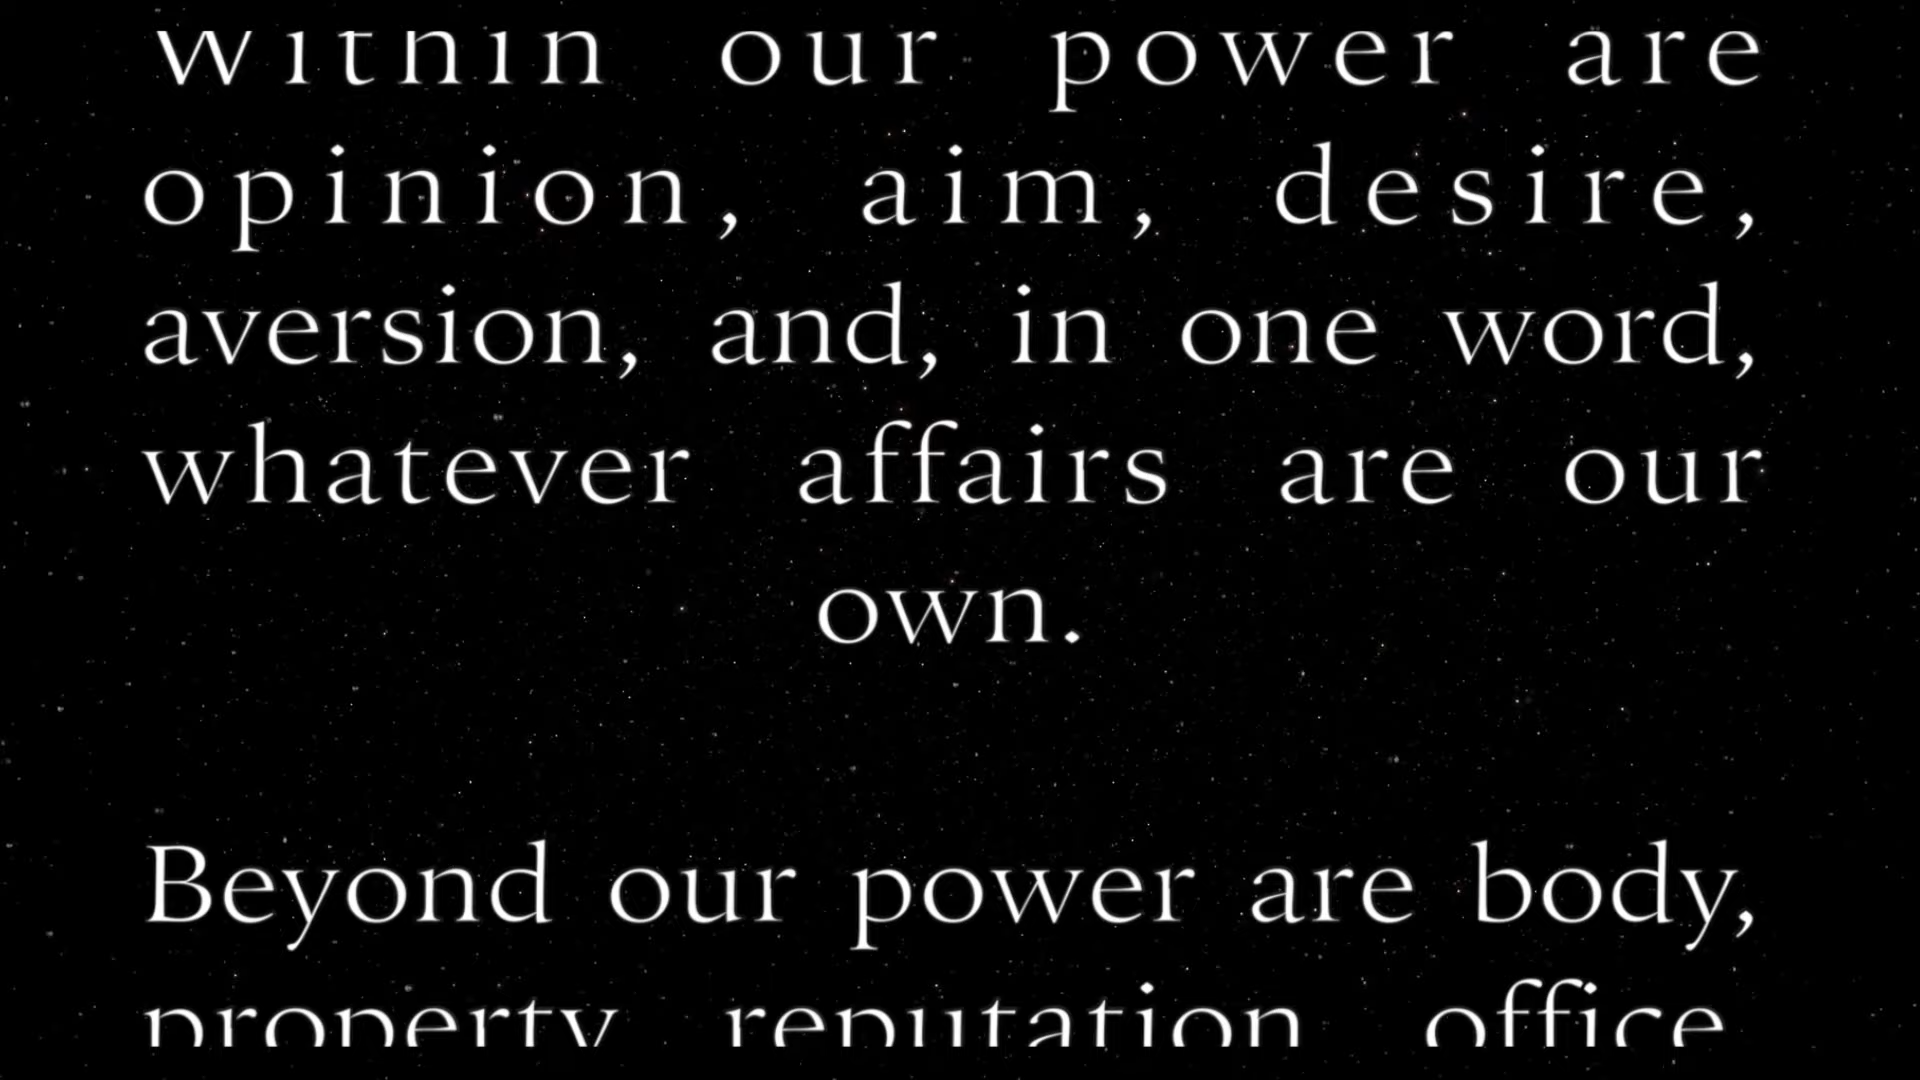 within our power are
opinion, aim, desire,
aversion, and, in one word,
whatever affairs are our
own.
Beyond our power are body,
property reputation office